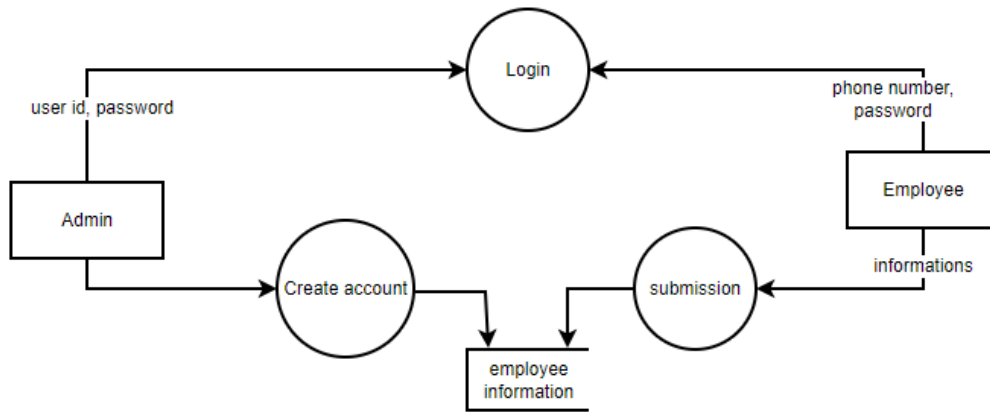 Login
user id, password
phone number,
password
Admin
Employee
informations
Create account
submission
employee
information